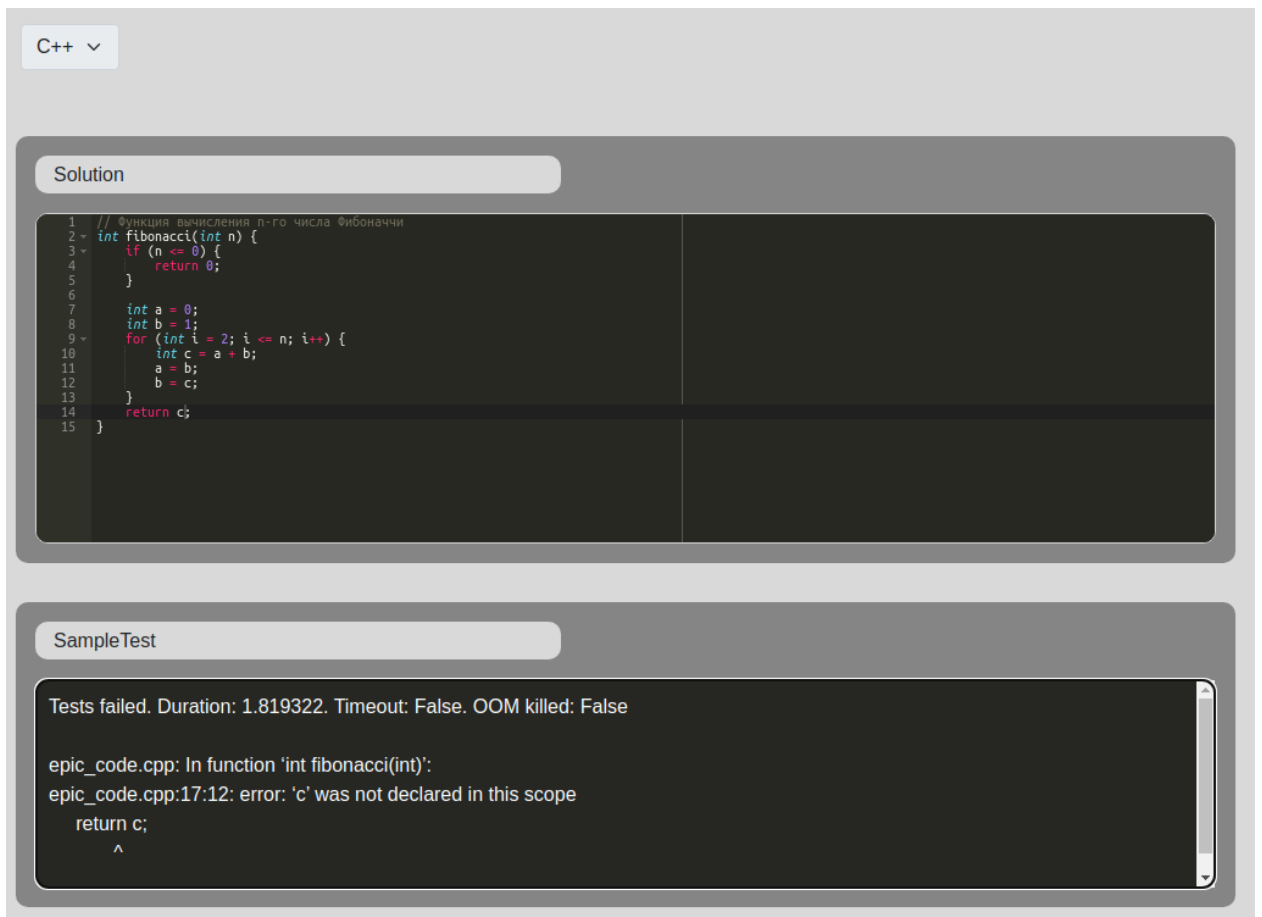 C++
Solution
1 // Функция вычисления n-го числа Фибоначчи
2 int fibonacci(int n) {
3     if (n <= 0) {
4         return 0;
5     }
6
7     int a = 0;
8     int b = 1;
9     for (int i = 2; i <= n; i++) {
10         int c = a + b;
11         a = b;
12         b = c;
13     }
14     return c;
15 }
SampleTest
Tests failed. Duration: 1.819322. Timeout: False. OOM killed: False
epic_code.cpp: In function ‘int fibonacci(int)’:
epic_code.cpp:17:12: error: ‘c’ was not declared in this scope
return c;
^